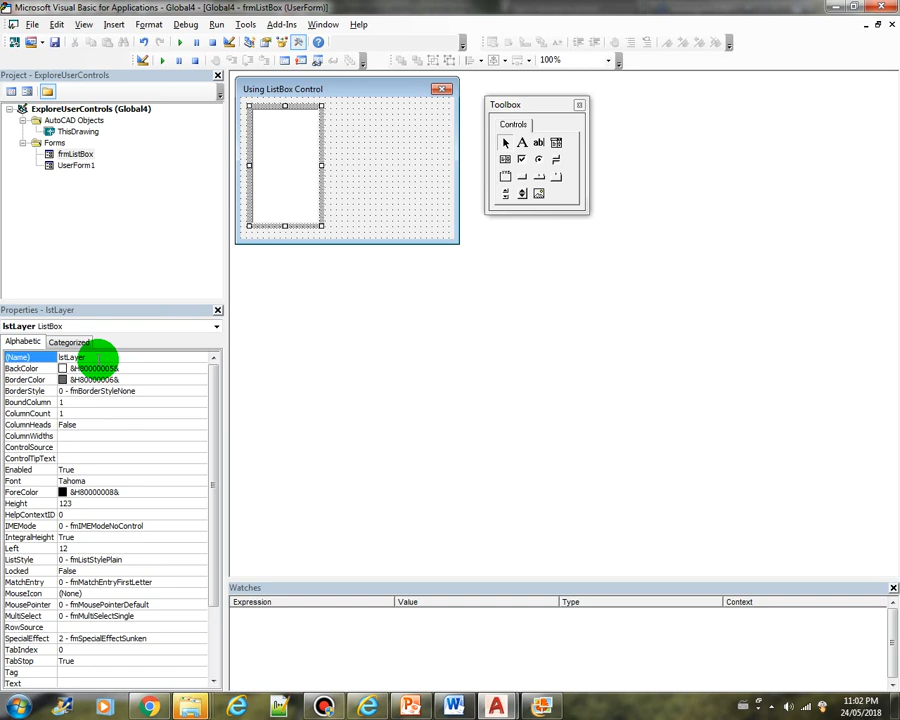 Microsoft Visual Basic for Applications - Global4 - [Global4 - frmListBox (UserForm)]
File Edit View Insert Format Debug Run Tools Add-Ins Window Help
100%
Project - ExploreUserControls
ExploreUserControls (Global4)
AutoCAD Objects
ThisDrawing
Forms
frmListBox
UserForm1
Using ListBox Control
Toolbox
Controls
A ab|
Properties - lstLayer
lstLayer ListBox
Alphabetic Categorized
(Name) lstLayer
BackColor &H80000005&
BorderColor &H80000006&
BorderStyle 0 - fmBorderStyleNone
BoundColumn 1
ColumnCount 1
ColumnHeads False
ColumnWidths
ControlSource
ControlTipText
Enabled True
Font Tahoma
ForeColor &H80000008&
Height 123
HelpContextID 0
IMEMode 0 - fmIMEModeNoControl
IntegralHeight True
Left 12
ListStyle 0 - fmListStylePlain
Locked False
MatchEntry 0 - fmMatchEntryFirstLetter
MouseIcon (None)
MousePointer 0 - fmMousePointerDefault
MultiSelect 0 - fmMultiSelectSingle
RowSource
SpecialEffect 2 - fmSpecialEffectSunken
TabIndex 0
TabStop True
Tag
Text
Watches
Expression Value Type Context
11:02 PM
24/05/2018